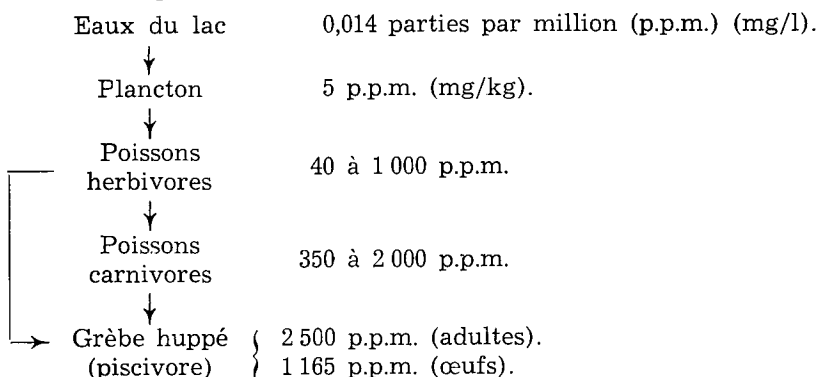 Eaux du lac 0,014 parties par million (p.p.m.) (mg/l).
Plancton 5 p.p.m. (mg/kg).
Poissons
herbivores 40 à 1 000 p.p.m.
Poissons
carnivores 350 à 2 000 p.p.m.
Grèbe huppé 2 500 p.p.m. (adultes).
(piscivore) 1 165 p.p.m. (œufs).